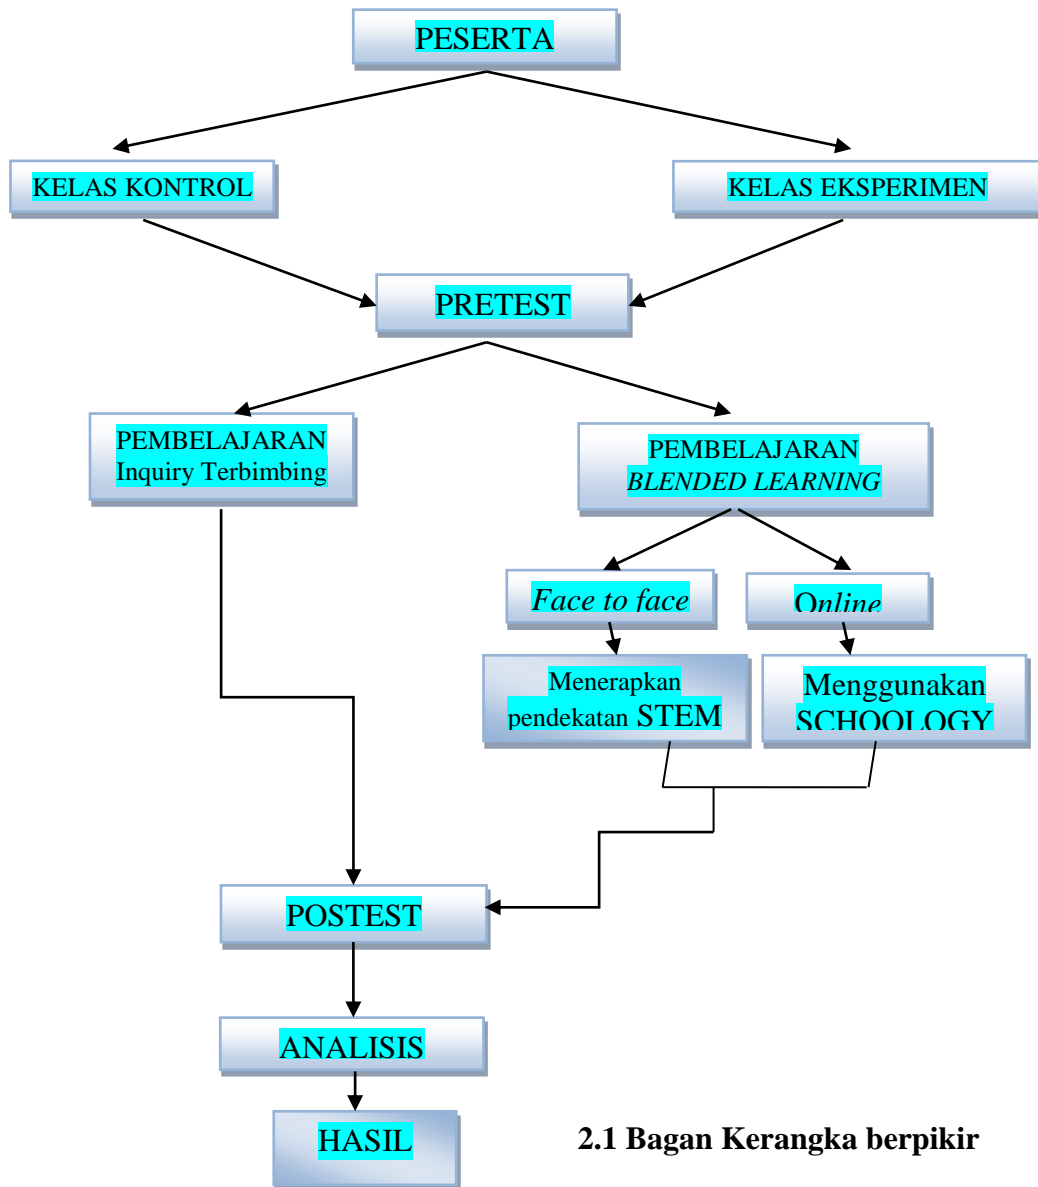 PESERTA
KELAS KONTROL
KELAS EKSPERIMEN
PRETEST
PEMBELAJARAN
Inquiry Terbimbing
PEMBELAJARAN
BLENDED LEARNING
Face to face
Online
Menerapkan
pendekatan STEM
Menggunakan
SCHOOLOGY
POSTEST
ANALISIS
HASIL
2.1 Bagan Kerangka berpikir